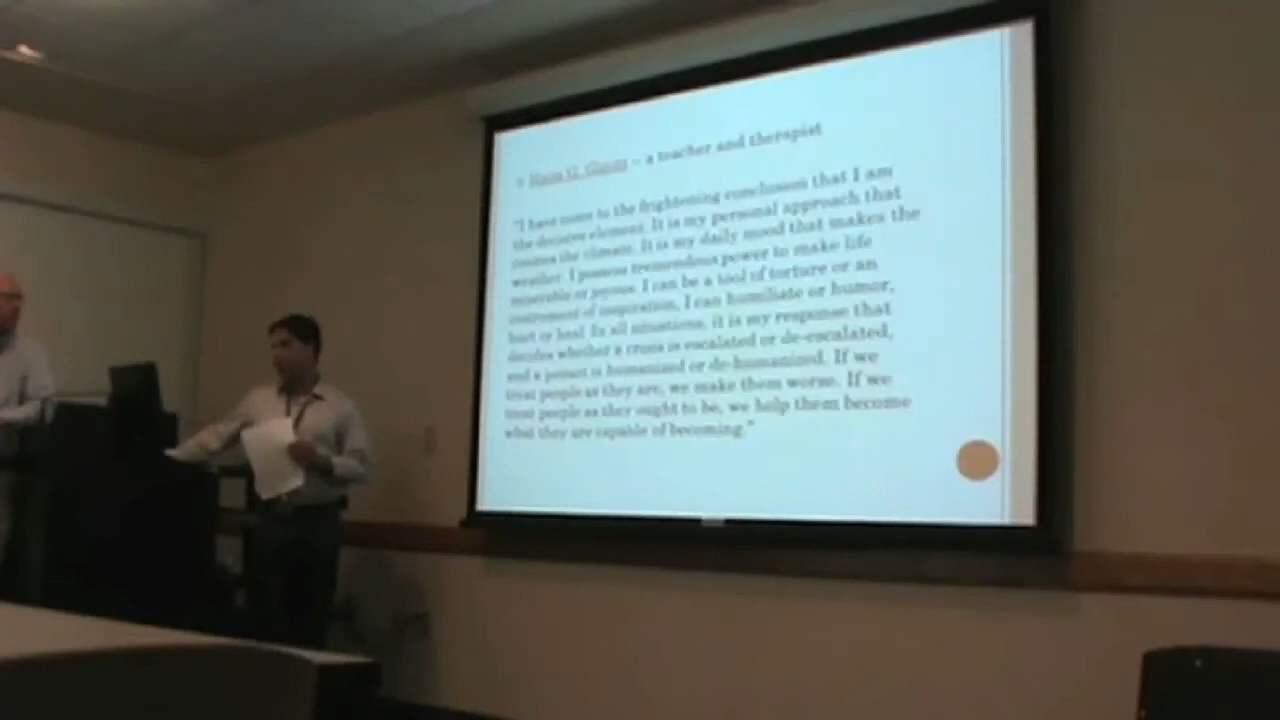 Haim G. Ginott – a teacher and therapist
"I have come to the frightening conclusion that I am
the decisive element. It is my personal approach that
creates the climate. It is my daily mood that makes the
weather. I possess tremendous power to make life
miserable or joyous. I can be a tool of torture or an
instrument of inspiration, I can humiliate or humor,
hurt or heal. In all situations, it is my response that
decides whether a crisis is escalated or de-escalated,
and a person is humanized or de-humanized. If we
treat people as they are, we make them worse. If we
treat people as they ought to be, we help them become
what they are capable of becoming."